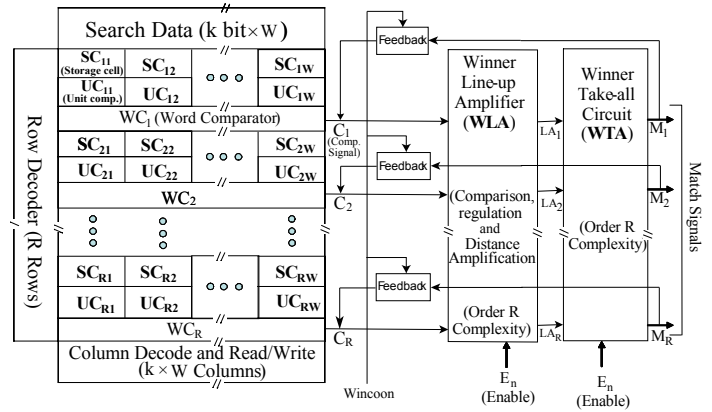 Search Data (k bit×W)
Row Decoder (R Rows)
SC11 SC12 SC1W
(Storage cell)
UC11 UC12 UC1W
(Unit comp.)
WC1 (Word Comparator)
SC21 SC22 SC2W
UC21 UC22 UC2W
WC2
SCR1 SCR2 SCRW
UCR1 UCR2 UCRW
WCR
Column Decode and Read/Write
(k × W Columns)
Feedback
C1
(Comp.
Signal)
Feedback
C2
Feedback
CR
Wincoon
Winner
Line-up
Amplifier
(WLA)
(Comparison,
regulation
and
Distance
Amplification)
(Order R
Complexity)
En
(Enable)
LA1
LA2
LAR
Winner
Take-all
Circuit
(WTA)
(Order R
Complexity)
En
(Enable)
M1
M2
MR
Match Signals